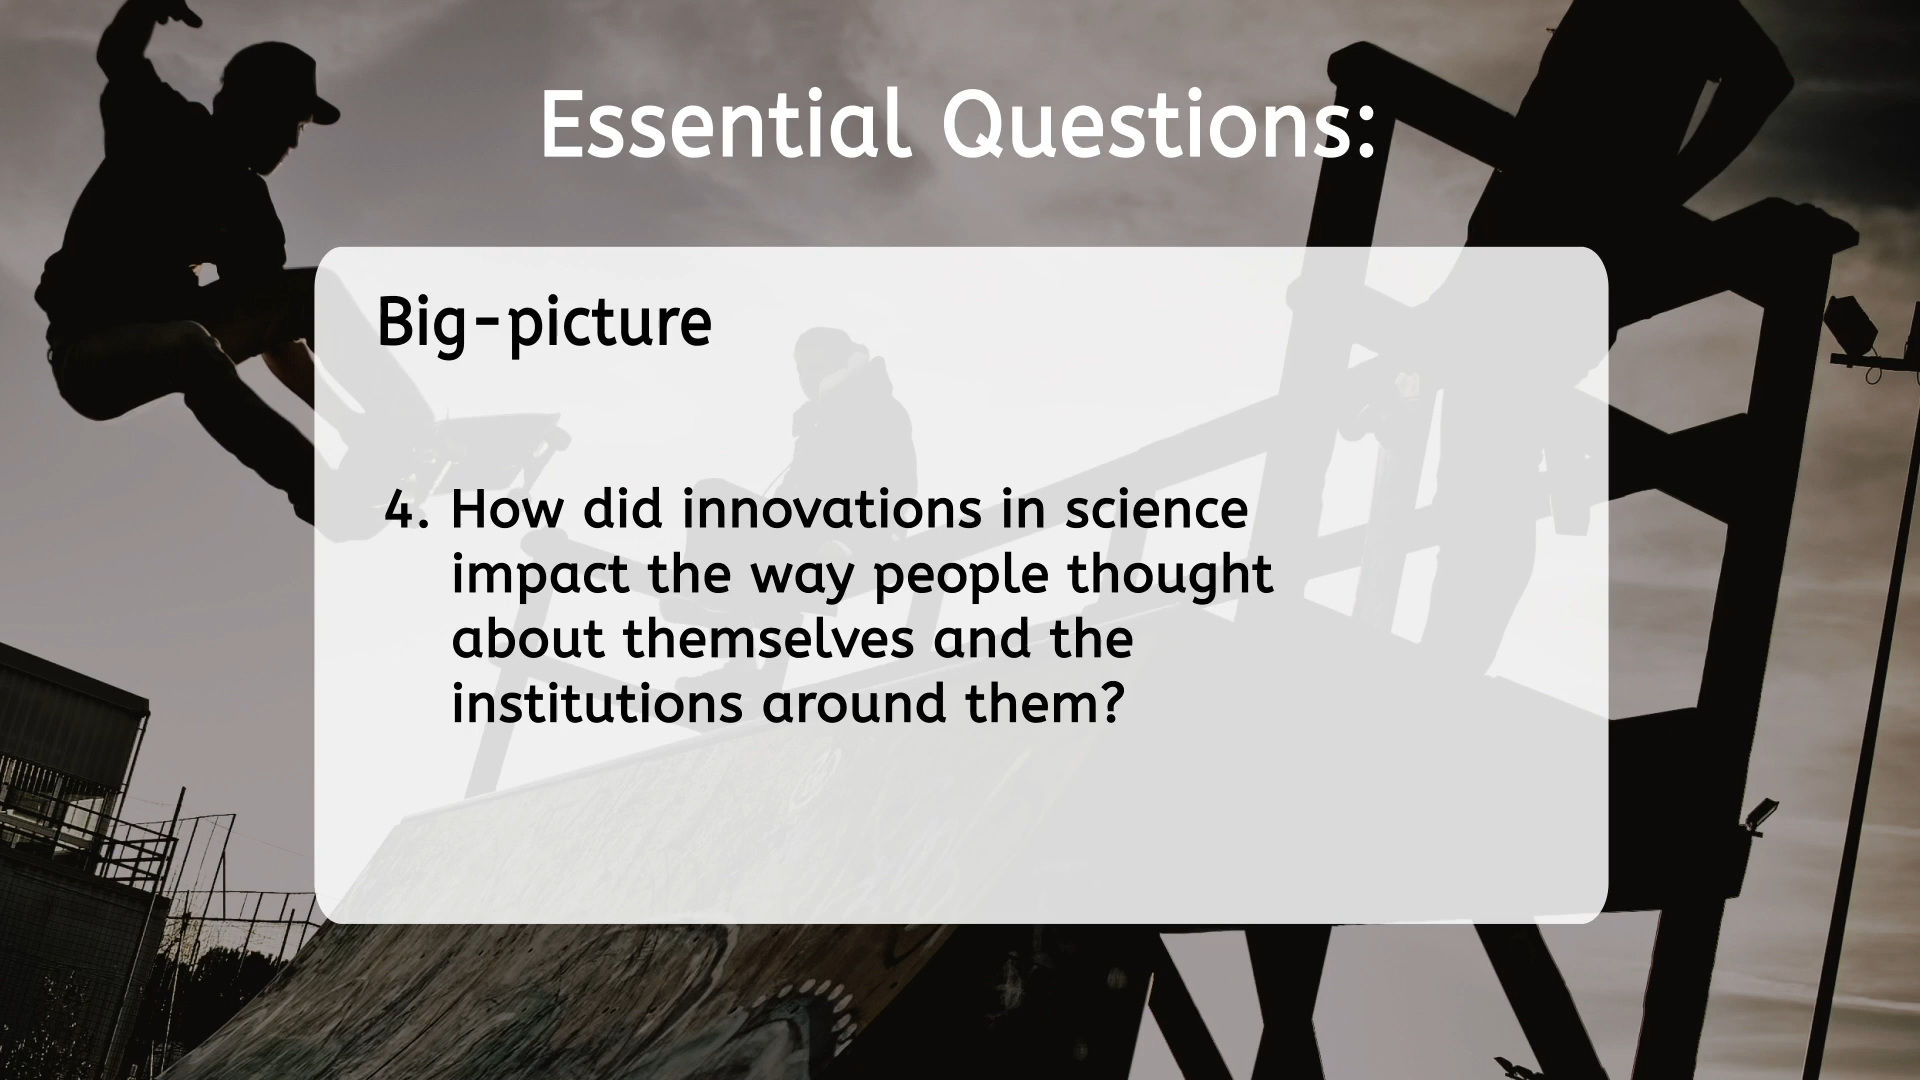 Essential Questions:
Big-picture
4. How did innovations in science
impact the way people thought
about themselves and the
institutions around them?